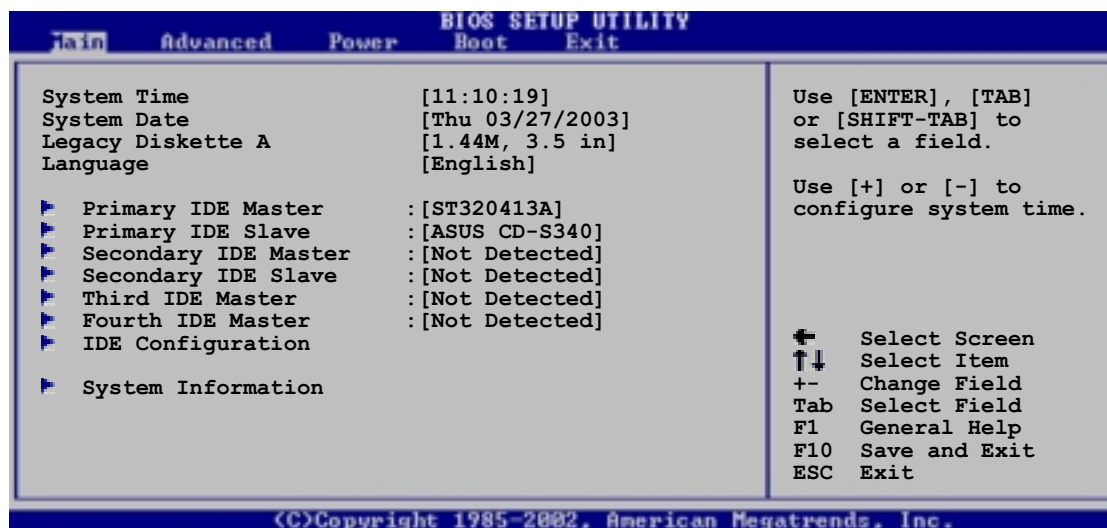 BIOS SETUP UTILITY
Main Advanced Power Boot Exit
System Time [11:10:19]
System Date [Thu 03/27/2003]
Legacy Diskette A [1.44M, 3.5 in]
Language [English]
Primary IDE Master :[ST320413A]
Primary IDE Slave :[ASUS CD-S340]
Secondary IDE Master :[Not Detected]
Secondary IDE Slave :[Not Detected]
Third IDE Master :[Not Detected]
Fourth IDE Master :[Not Detected]
IDE Configuration
System Information
Use [ENTER], [TAB]
or [SHIFT-TAB] to
select a field.
Use [+] or [-] to
configure system time.
← Select Screen
↑↓ Select Item
+- Change Field
Tab Select Field
F1 General Help
F10 Save and Exit
ESC Exit
(C)Copyright 1985-2002, American Megatrends, Inc.